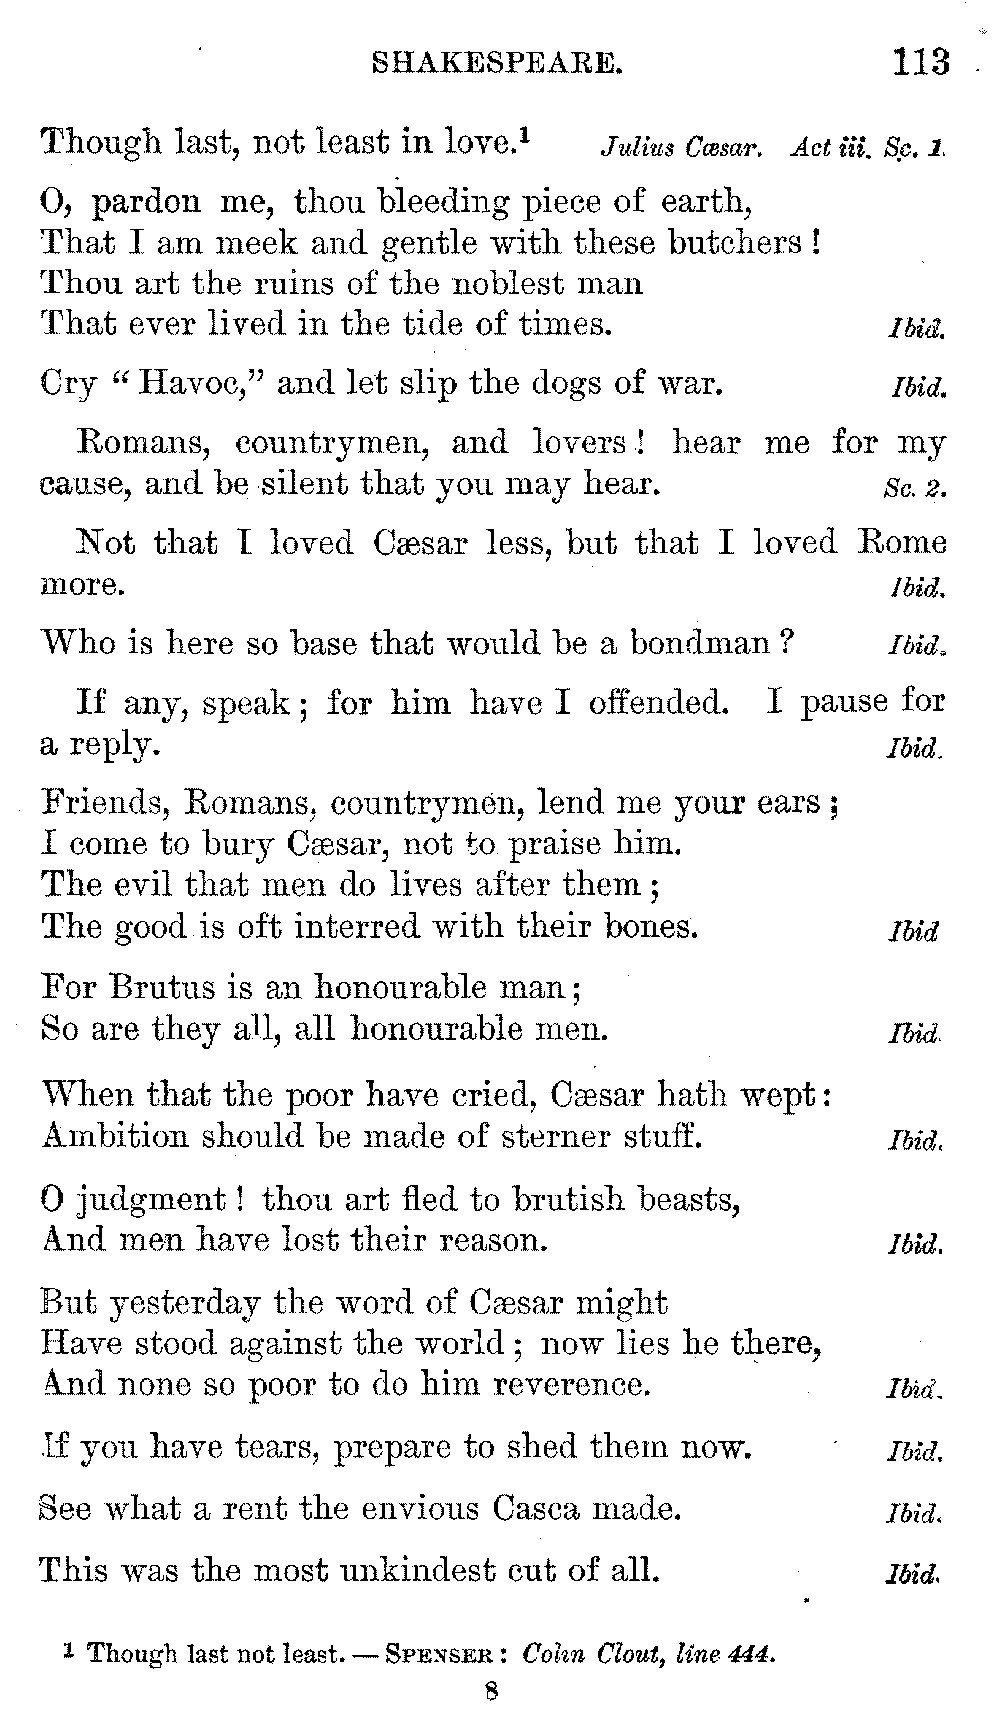 SHAKESPEARE. 113
Though last, not least in love.¹ Julius Cæsar. Act iii. Sc. 1.
O, pardon me, thou bleeding piece of earth,
That I am meek and gentle with these butchers !
Thou art the ruins of the noblest man
That ever lived in the tide of times. Ibid.
Cry “ Havoc,” and let slip the dogs of war. Ibid.
Romans, countrymen, and lovers ! hear me for my
cause, and be silent that you may hear. Sc. 2.
Not that I loved Cæsar less, but that I loved Rome
more. Ibid.
Who is here so base that would be a bondman ? Ibid.
If any, speak ; for him have I offended. I pause for
a reply. Ibid.
Friends, Romans, countrymen, lend me your ears ;
I come to bury Cæsar, not to praise him.
The evil that men do lives after them ;
The good is oft interred with their bones. Ibid
For Brutus is an honourable man ;
So are they all, all honourable men. Ibid.
When that the poor have cried, Cæsar hath wept :
Ambition should be made of sterner stuff. Ibid.
O judgment ! thou art fled to brutish beasts,
And men have lost their reason. Ibid.
But yesterday the word of Cæsar might
Have stood against the world ; now lies he there,
And none so poor to do him reverence. Ibid.
If you have tears, prepare to shed them now. Ibid.
See what a rent the envious Casca made. Ibid.
This was the most unkindest cut of all. Ibid.
1 Though last not least. — SPENSER : Colin Clout, line 444.
8